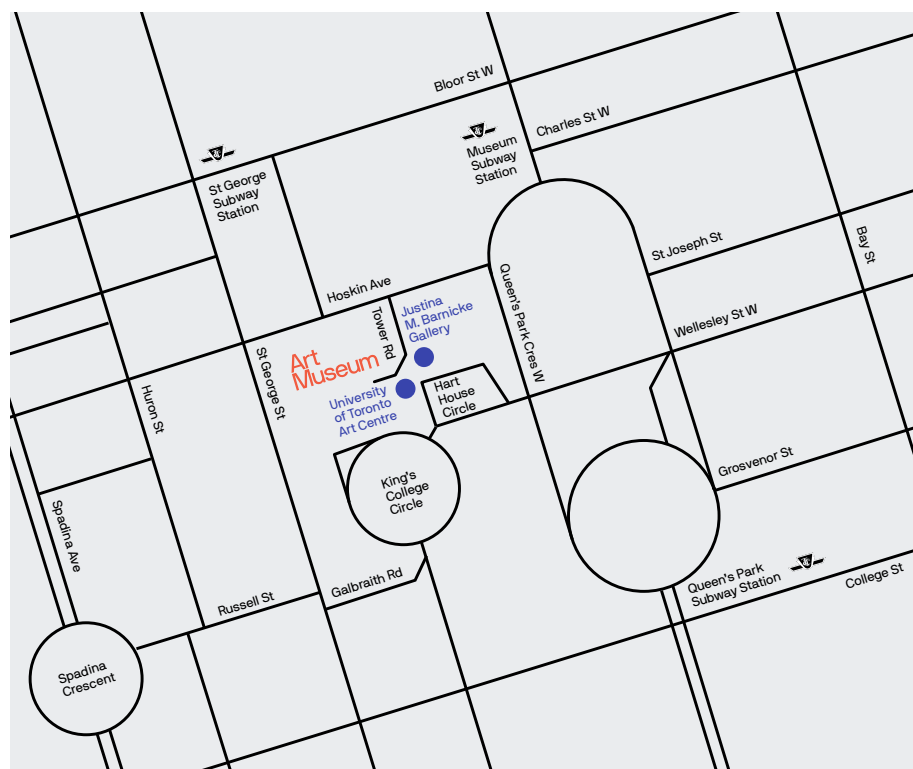 Bloor St W
Charles St W
Museum
Subway
Station
St George
Subway
Station
St Joseph St
Bay St
Hoskin Ave
Queen's Park Cres W
Tower Rd
Justina
M. Barnicke
Gallery
Wellesley St W
Art
Museum
St George St
Huron St
University
of Toronto
Art Centre
Hart
House
Circle
King's
College
Circle
Grosvenor St
Spadina Ave
Queen's Park
Subway Station
College St
Galbraith Rd
Russell St
Spadina
Crescent